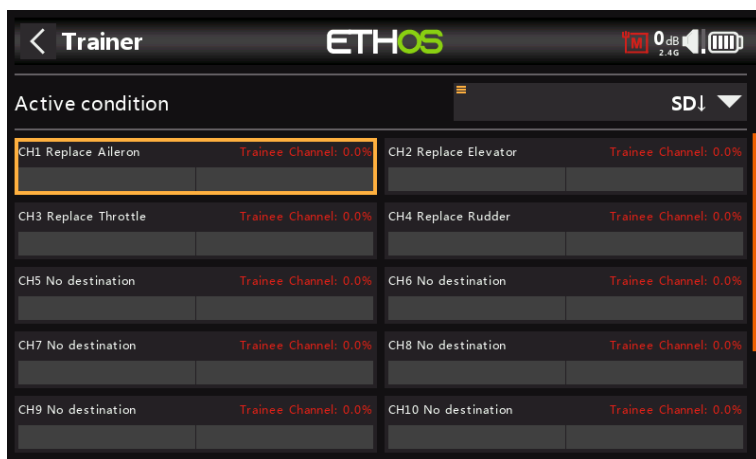 Trainer
ETHOS
M
0 dB
2.4G
Active condition
SD↓
CH1 Replace Aileron Trainee Channel: 0.0%
CH2 Replace Elevator Trainee Channel: 0.0%
CH3 Replace Throttle Trainee Channel: 0.0%
CH4 Replace Rudder Trainee Channel: 0.0%
CH5 No destination Trainee Channel: 0.0%
CH6 No destination Trainee Channel: 0.0%
CH7 No destination Trainee Channel: 0.0%
CH8 No destination Trainee Channel: 0.0%
CH9 No destination Trainee Channel: 0.0%
CH10 No destination Trainee Channel: 0.0%